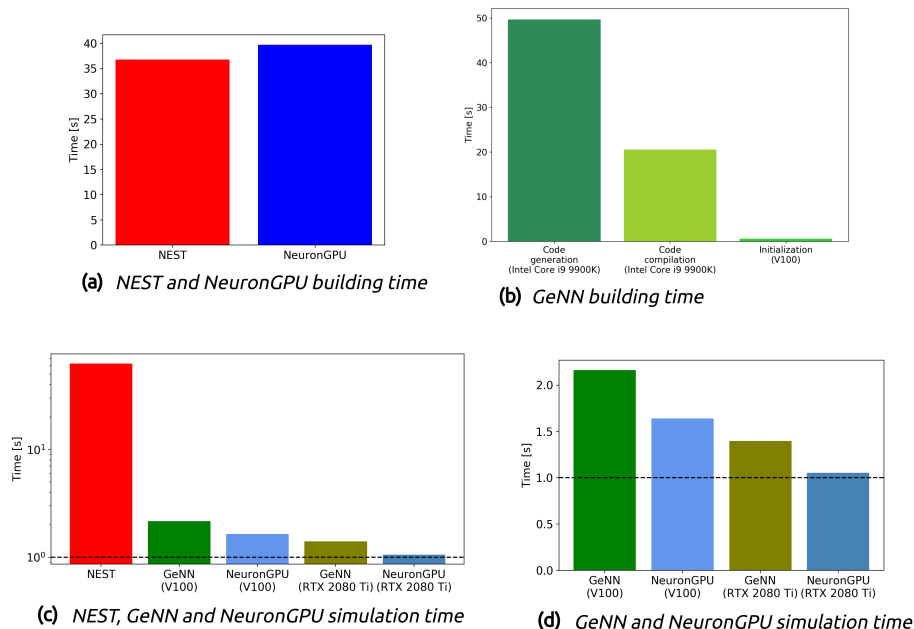 40
35
30
25
20
15
10
5
0
Time [s]
NEST
NeuronGPU
(a) NEST and NeuronGPU building time
50
40
30
20
10
0
Time [s]
Code
generation
(Intel Core i9 9900K)
Code
compilation
(Intel Core i9 9900K)
Initialization
(V100)
(b) GeNN building time
10¹
10⁰
Time [s]
NEST
GeNN
(V100)
NeuronGPU
(V100)
GeNN
(RTX 2080 Ti)
NeuronGPU
(RTX 2080 Ti)
(c) NEST, GeNN and NeuronGPU simulation time
2.0
1.5
1.0
0.5
0.0
Time [s]
GeNN
(V100)
NeuronGPU
(V100)
GeNN
(RTX 2080 Ti)
NeuronGPU
(RTX 2080 Ti)
(d) GeNN and NeuronGPU simulation time